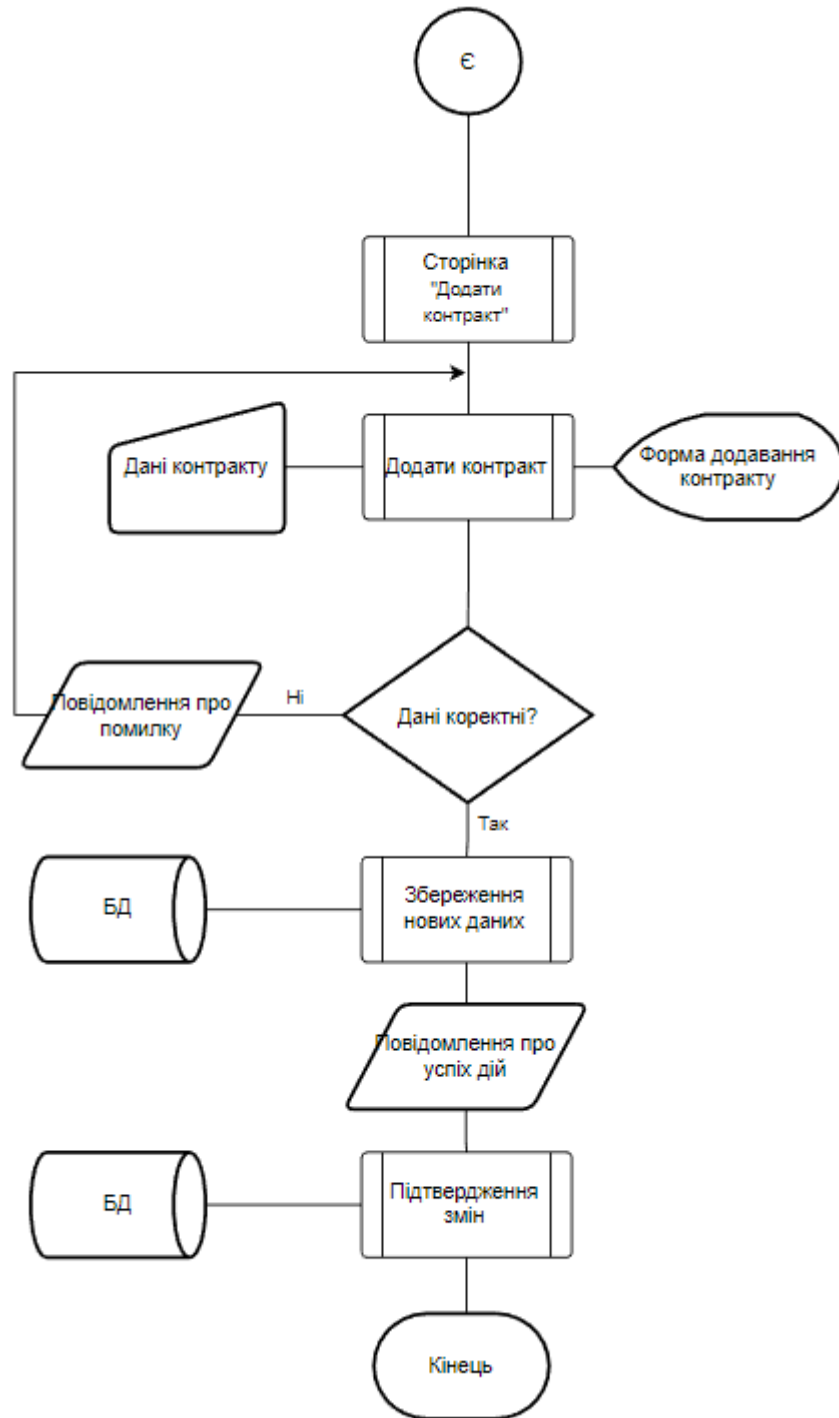 Є
Сторінка
"Додати
контракт"
Дані контракту
Додати контракт
Форма додавання
контракту
Повідомлення про
помилку
Ні
Дані коректні?
Так
БД
Збереження
нових даних
Повідомлення про
успіх дій
БД
Підтвердження
змін
Кінець